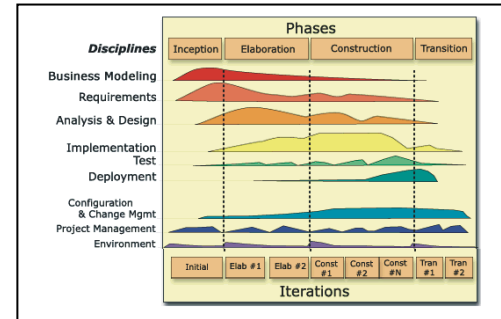 Phases
Disciplines Inception Elaboration Construction Transition
Business Modeling
Requirements
Analysis & Design
Implementation
Test
Deployment
Configuration
& Change Mgmt
Project Management
Environment
Initial Elab #1 Elab #2 Const #1 Const #2 Const #N Tran #1 Tran #2
Iterations